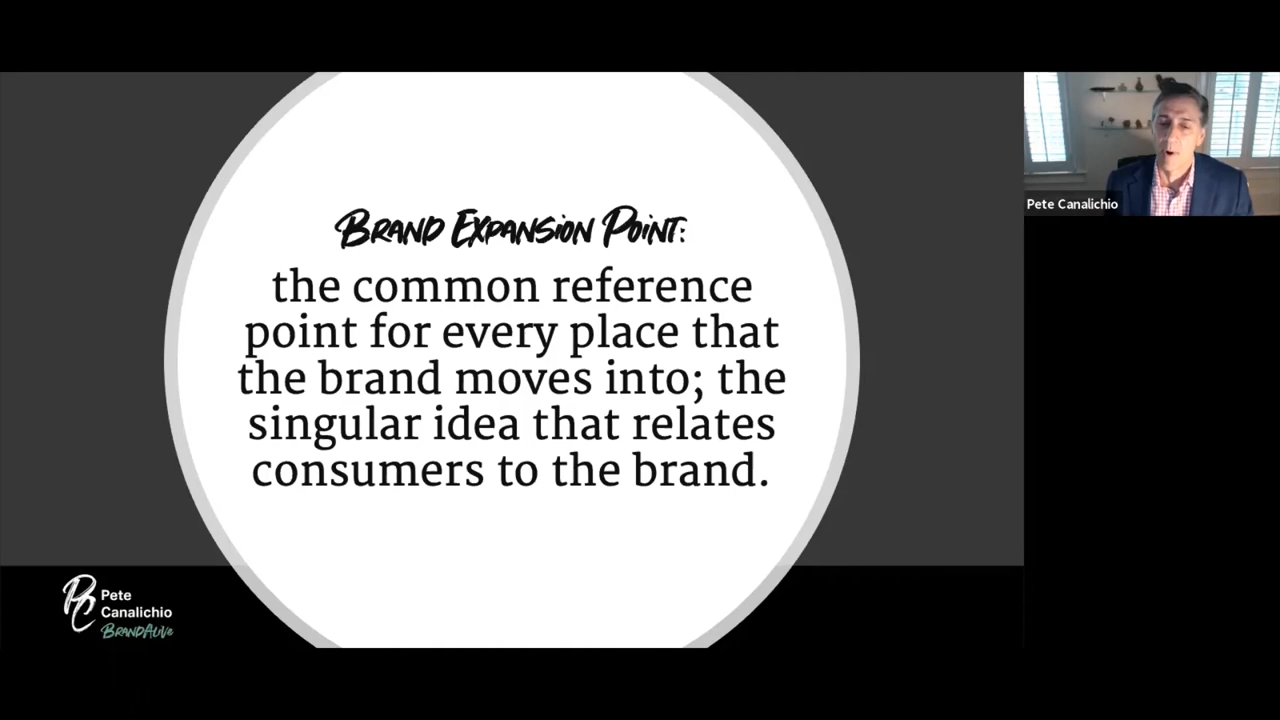 Brand Expansion Point:
the common reference
point for every place that
the brand moves into; the
singular idea that relates
consumers to the brand.
Pete Canalichio
Pete
Canalichio
BrandAlive